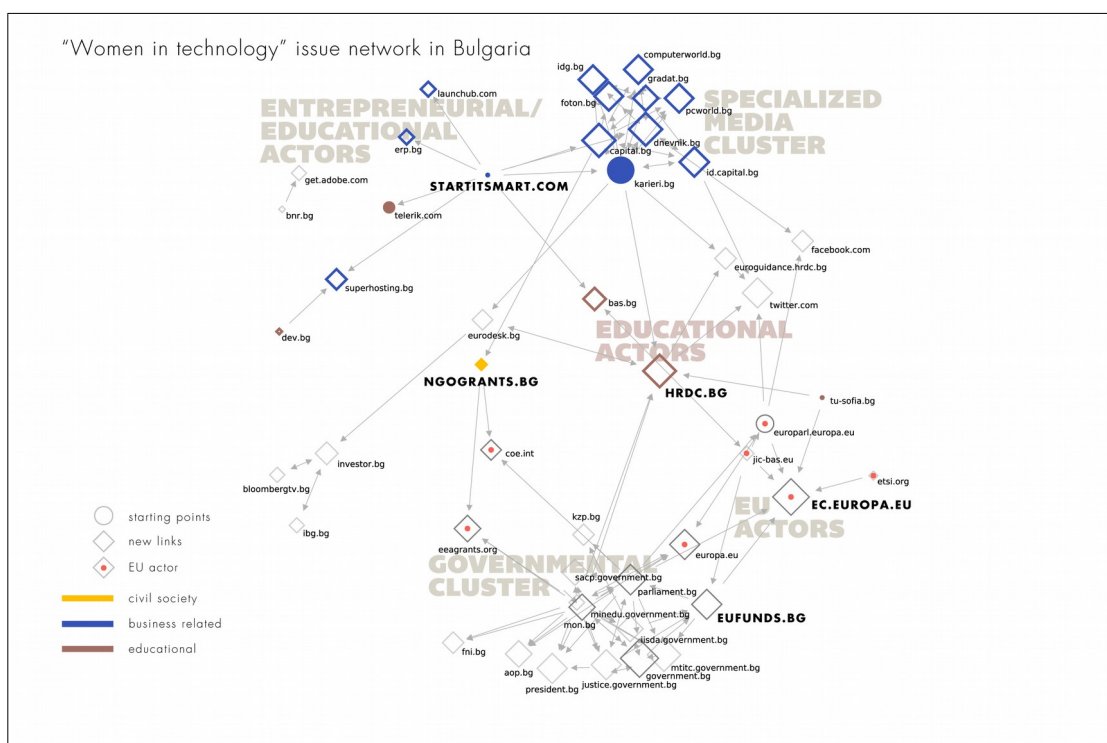 “Women in technology” issue network in Bulgaria
computerworld.bg
idg.bg
gradat.bg
launchub.com
foton.bg
pcworld.bg
ENTREPRENEURIAL/
EDUCATIONAL
ACTORS
SPECIALIZED
MEDIA
CLUSTER
erp.bg
capital.bg
dnevnik.bg
id.capital.bg
get.adobe.com
STARTITSMART.COM
karieri.bg
bnr.bg
telerik.com
facebook.com
euroguidance.hrdc.bg
superhosting.bg
twitter.com
bas.bg
dev.bg
eurodesk.bg
EDUCATIONAL
ACTORS
NGOGRANTS.BG
HRDC.BG
tu-sofia.bg
europarl.europa.eu
investor.bg
coe.int
jic-bas.eu
bloombergtv.bg
etsi.org
EU
ACTORS
EC.EUROPA.EU
starting points
new links
EU actor
civil society
business related
educational
ibg.bg
kzp.bg
eeagrants.org
europa.eu
GOVERNMENTAL
CLUSTER
sacp.government.bg
parliament.bg
minedu.government.bg
mon.bg
EUFUNDS.BG
iisda.government.bg
fni.bg
aop.bg
mtitc.government.bg
government.bg
justice.government.bg
president.bg